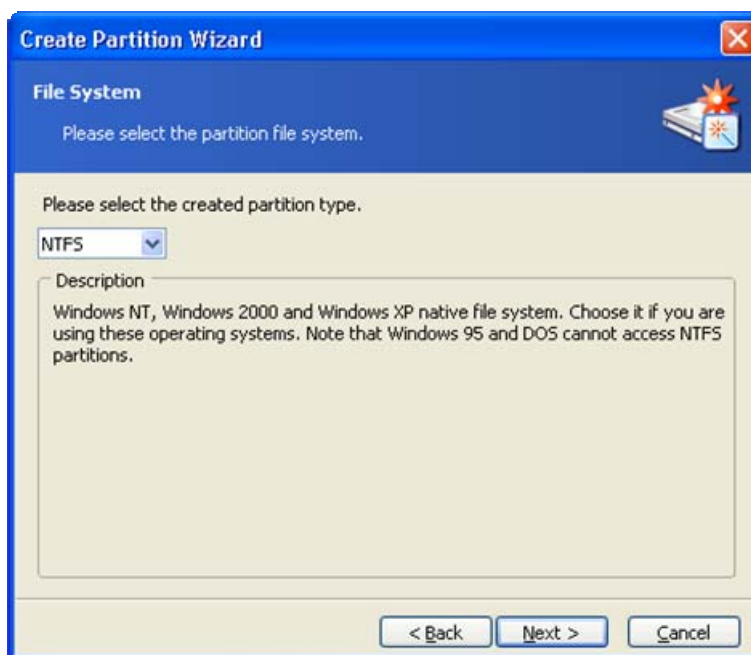 Create Partition Wizard
File System
Please select the partition file system.
Please select the created partition type.
NTFS
Description
Windows NT, Windows 2000 and Windows XP native file system. Choose it if you are
using these operating systems. Note that Windows 95 and DOS cannot access NTFS
partitions.
< Back
Next >
Cancel